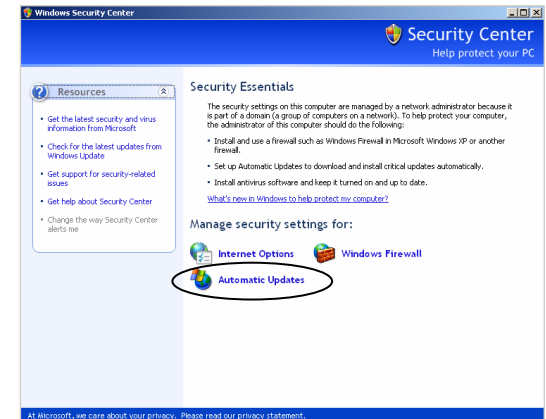 Windows Security Center
Security Center
Help protect your PC
Resources
Get the latest security and virus
information from Microsoft
Check for the latest updates from
Windows Update
Get support for security-related
issues
Get help about Security Center
Change the way Security Center
alerts me
Security Essentials
The security settings on this computer are managed by a network administrator because it
is part of a domain (a group of computers on a network). To help protect your computer,
the administrator of this computer should do the following:
• Install and use a firewall such as Windows Firewall in Microsoft Windows XP or another
firewall.
• Set up Automatic Updates to download and install critical updates automatically.
• Install antivirus software and keep it turned on and up to date.
What's new in Windows to help protect my computer?
Manage security settings for:
Internet Options
Windows Firewall
Automatic Updates
At Microsoft, we care about your privacy. Please read our privacy statement.